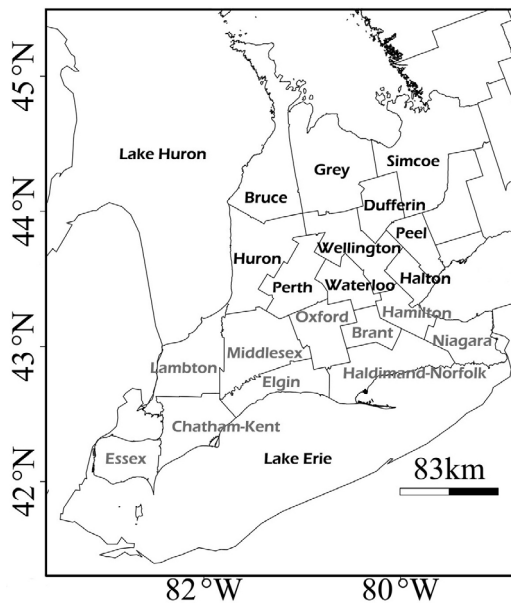 45°N
Lake Huron
Simcoe
Grey
Bruce
Dufferin
44°N
Peel
Wellington
Huron
Halton
Perth
Waterloo
Hamilton
Oxford
Brant
43°N
Niagara
Middlesex
Lambton
Haldimand-Norfolk
Elgin
Chatham-Kent
Essex
Lake Erie
83km
42°N
82°W
80°W